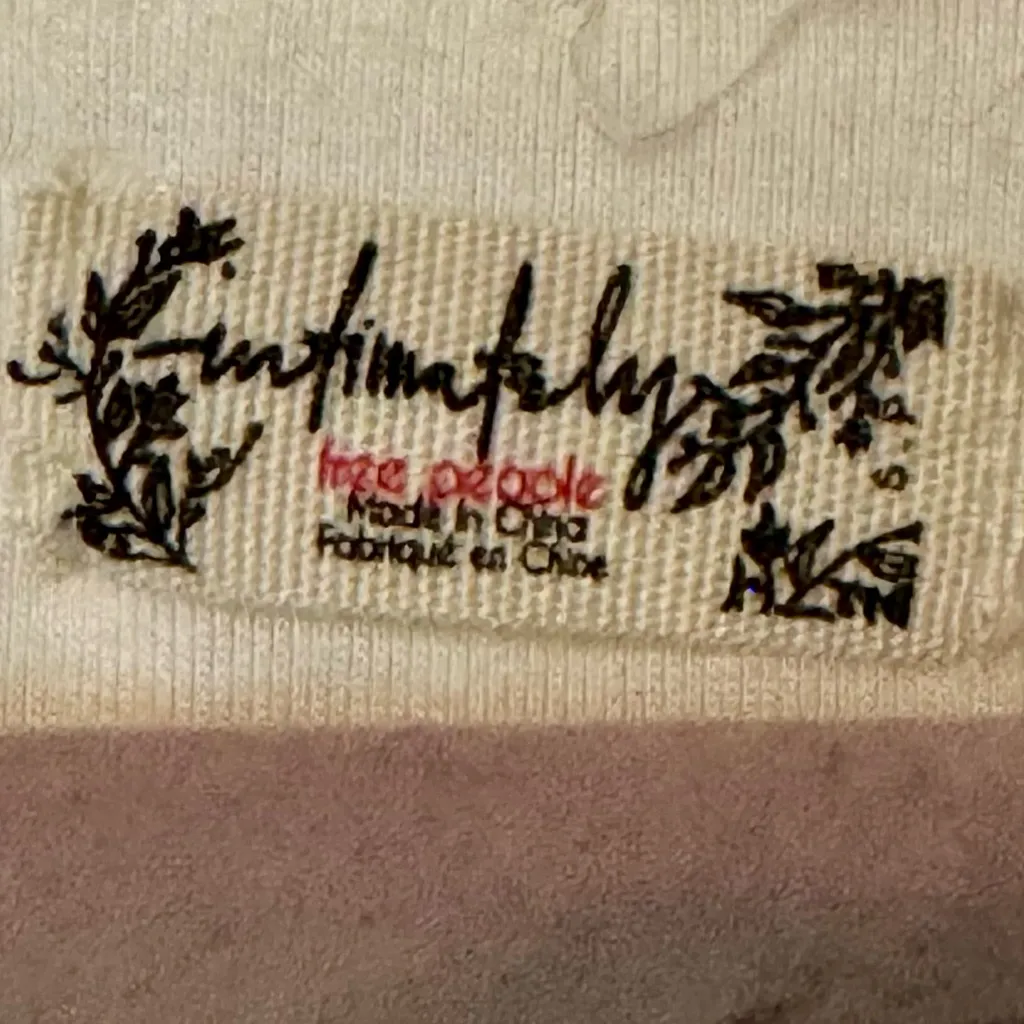 intimately
free people
Made in China
Fabriqué en Chine